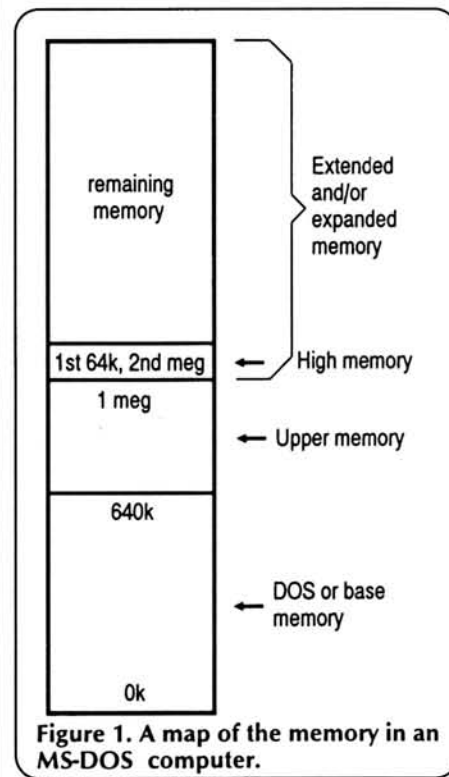 remaining
memory
Extended
and/or
expanded
memory
1st 64k, 2nd meg
High memory
1 meg
Upper memory
640k
DOS or base
memory
0k
Figure 1. A map of the memory in an
MS-DOS computer.